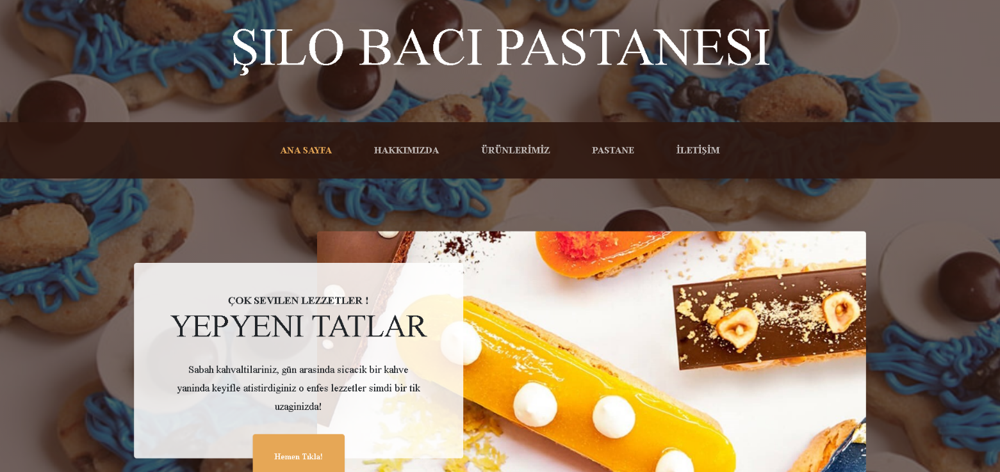 ŞILO BACI PASTANESI
ANA SAYFA HAKKIMIZDA ÜRÜNLERİMİZ PASTANE İLETİŞİM
ÇOK SEVILEN LEZZETLER !
YEPYENI TATLAR
Sabah kahvaltilariniz, gün arasinda sicacik bir kahve
yaninda keyifle atistirdiginiz o enfes lezzetler simdi bir tik
uzaginizda!
Hemen Tıkla!